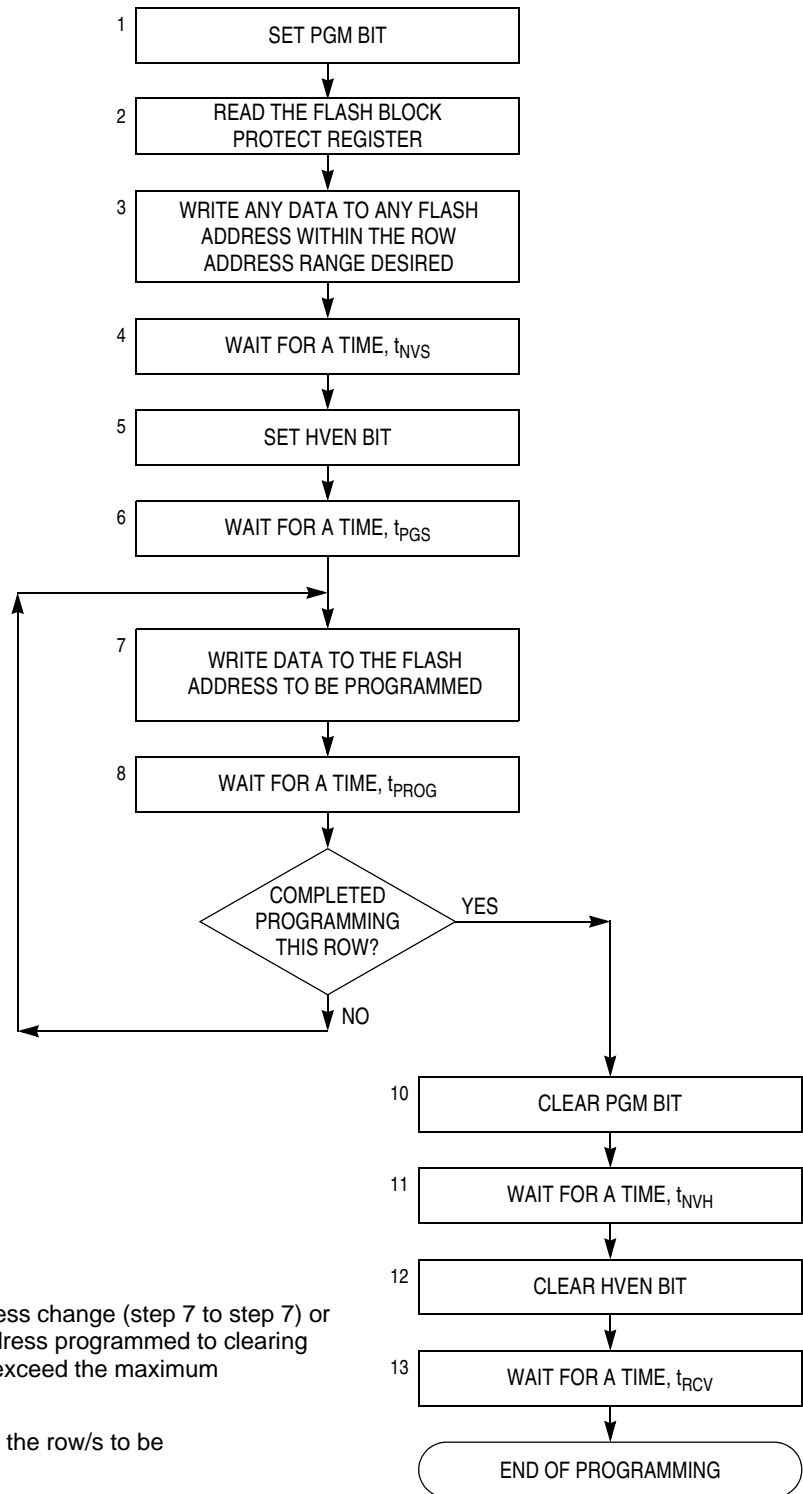 1
SET PGM BIT
2
READ THE FLASH BLOCK
PROTECT REGISTER
3
WRITE ANY DATA TO ANY FLASH
ADDRESS WITHIN THE ROW
ADDRESS RANGE DESIRED
4
WAIT FOR A TIME, tNVS
5
SET HVEN BIT
6
WAIT FOR A TIME, tPGS
7
WRITE DATA TO THE FLASH
ADDRESS TO BE PROGRAMMED
8
WAIT FOR A TIME, tPROG
COMPLETED
PROGRAMMING
THIS ROW?
YES
NO
10
CLEAR PGM BIT
11
WAIT FOR A TIME, tNVH
12
CLEAR HVEN BIT
13
WAIT FOR A TIME, tRCV
END OF PROGRAMMING
ess change (step 7 to step 7) or
dress programmed to clearing
exceed the maximum
the row/s to be